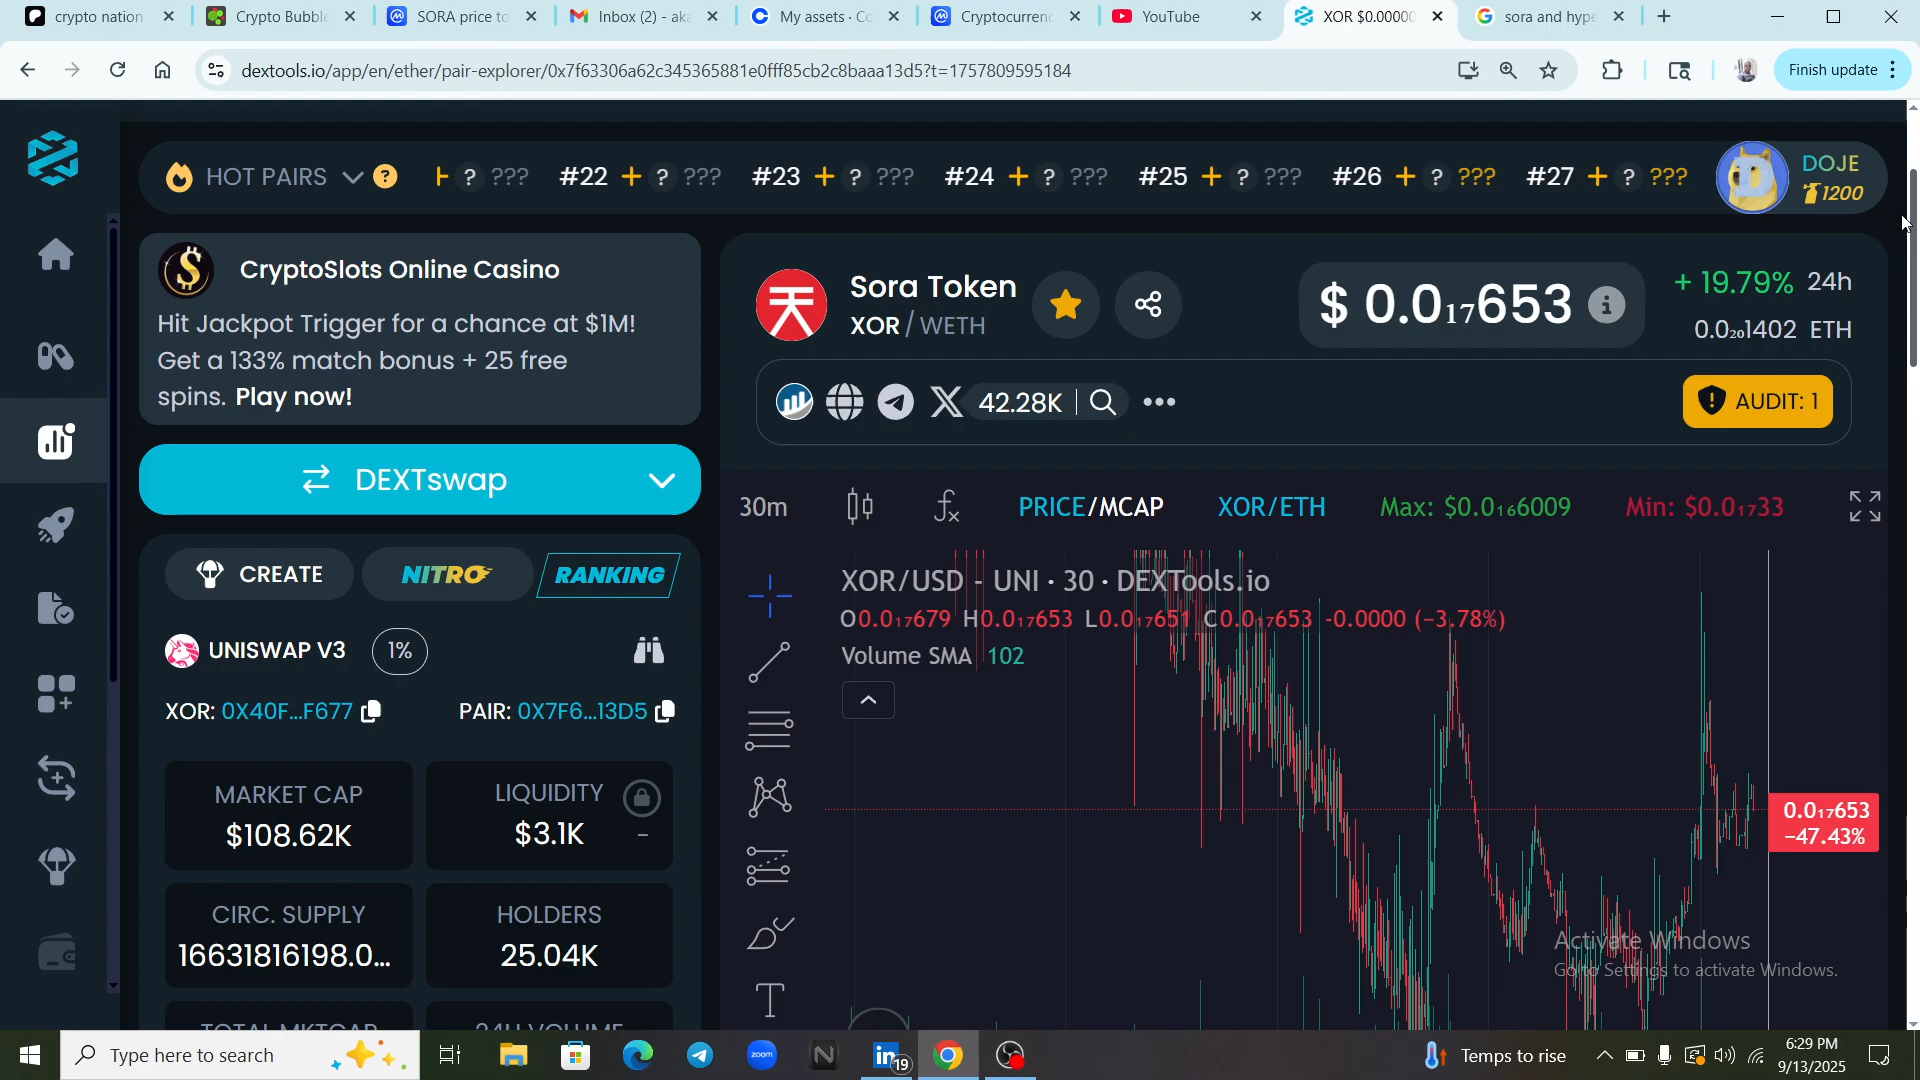 crypto nation
Crypto Bubble
SORA price to
Inbox (2) - aka
My assets · Co
Cryptocurrenc
YouTube
XOR $0.00000
sora and hype
dextools.io/app/en/ether/pair-explorer/0x7f63306a62c345365881e0fff85cb2c8baaa13d5?t=1757809595184
Finish update
HOT PAIRS ? ? ??? #22 ? ??? #23 ? ??? #24 ? ??? #25 ? ??? #26 ? ??? #27 ? ???
DOJE
1200
CryptoSlots Online Casino
Hit Jackpot Trigger for a chance at $1M!
Get a 133% match bonus + 25 free
spins. Play now!
DEXTswap
CREATE
NITRO
RANKING
UNISWAP V3 1%
XOR: 0X40F...F677
PAIR: 0X7F6...13D5
MARKET CAP
$108.62K
LIQUIDITY
$3.1K
–
CIRC. SUPPLY
16631816198.0...
HOLDERS
25.04K
TOTAL MKTCAP
24H VOLUME
Sora Token
XOR / WETH
$ 0.0₁₇653
+ 19.79% 24h
0.0₂₀1402 ETH
42.28K
AUDIT: 1
30m PRICE/MCAP XOR/ETH Max: $0.0₁₆6009 Min: $0.0₁₇33
XOR/USD - UNI · 30 · DEXTools.io
O0.0₁₇679 H0.0₁₇653 L0.0₁₇651 C0.0₁₇653 -0.0000 (−3.78%)
Volume SMA 102
0.0₁₇653
−47.43%
Activate Windows
Go to Settings to activate Windows.
Type here to search
zoom
19
Temps to rise
6:29 PM
9/13/2025